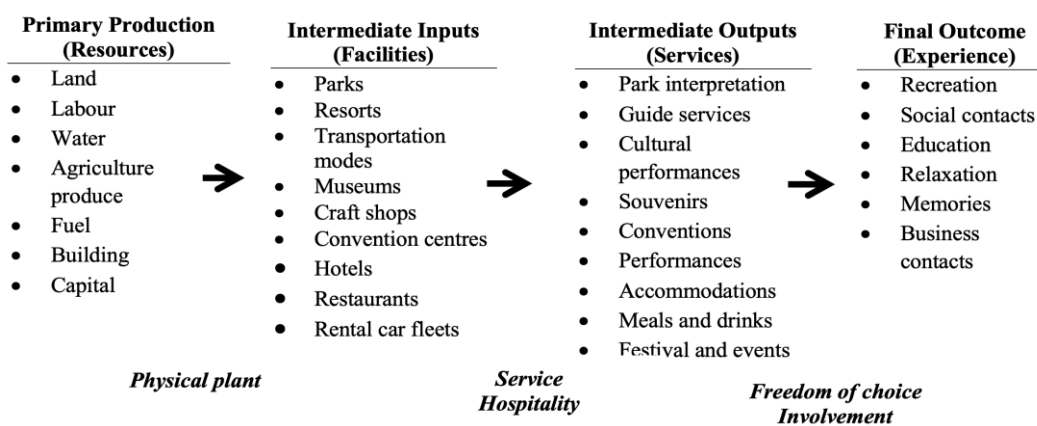 Primary Production
(Resources)
• Land
• Labour
• Water
• Agriculture
produce
• Fuel
• Building
• Capital
Intermediate Inputs
(Facilities)
• Parks
• Resorts
• Transportation
modes
• Museums
• Craft shops
• Convention centres
• Hotels
• Restaurants
• Rental car fleets
Intermediate Outputs
(Services)
• Park interpretation
• Guide services
• Cultural
performances
• Souvenirs
• Conventions
• Performances
• Accommodations
• Meals and drinks
• Festival and events
Final Outcome
(Experience)
• Recreation
• Social contacts
• Education
• Relaxation
• Memories
• Business
contacts
Physical plant
Service
Hospitality
Freedom of choice
Involvement